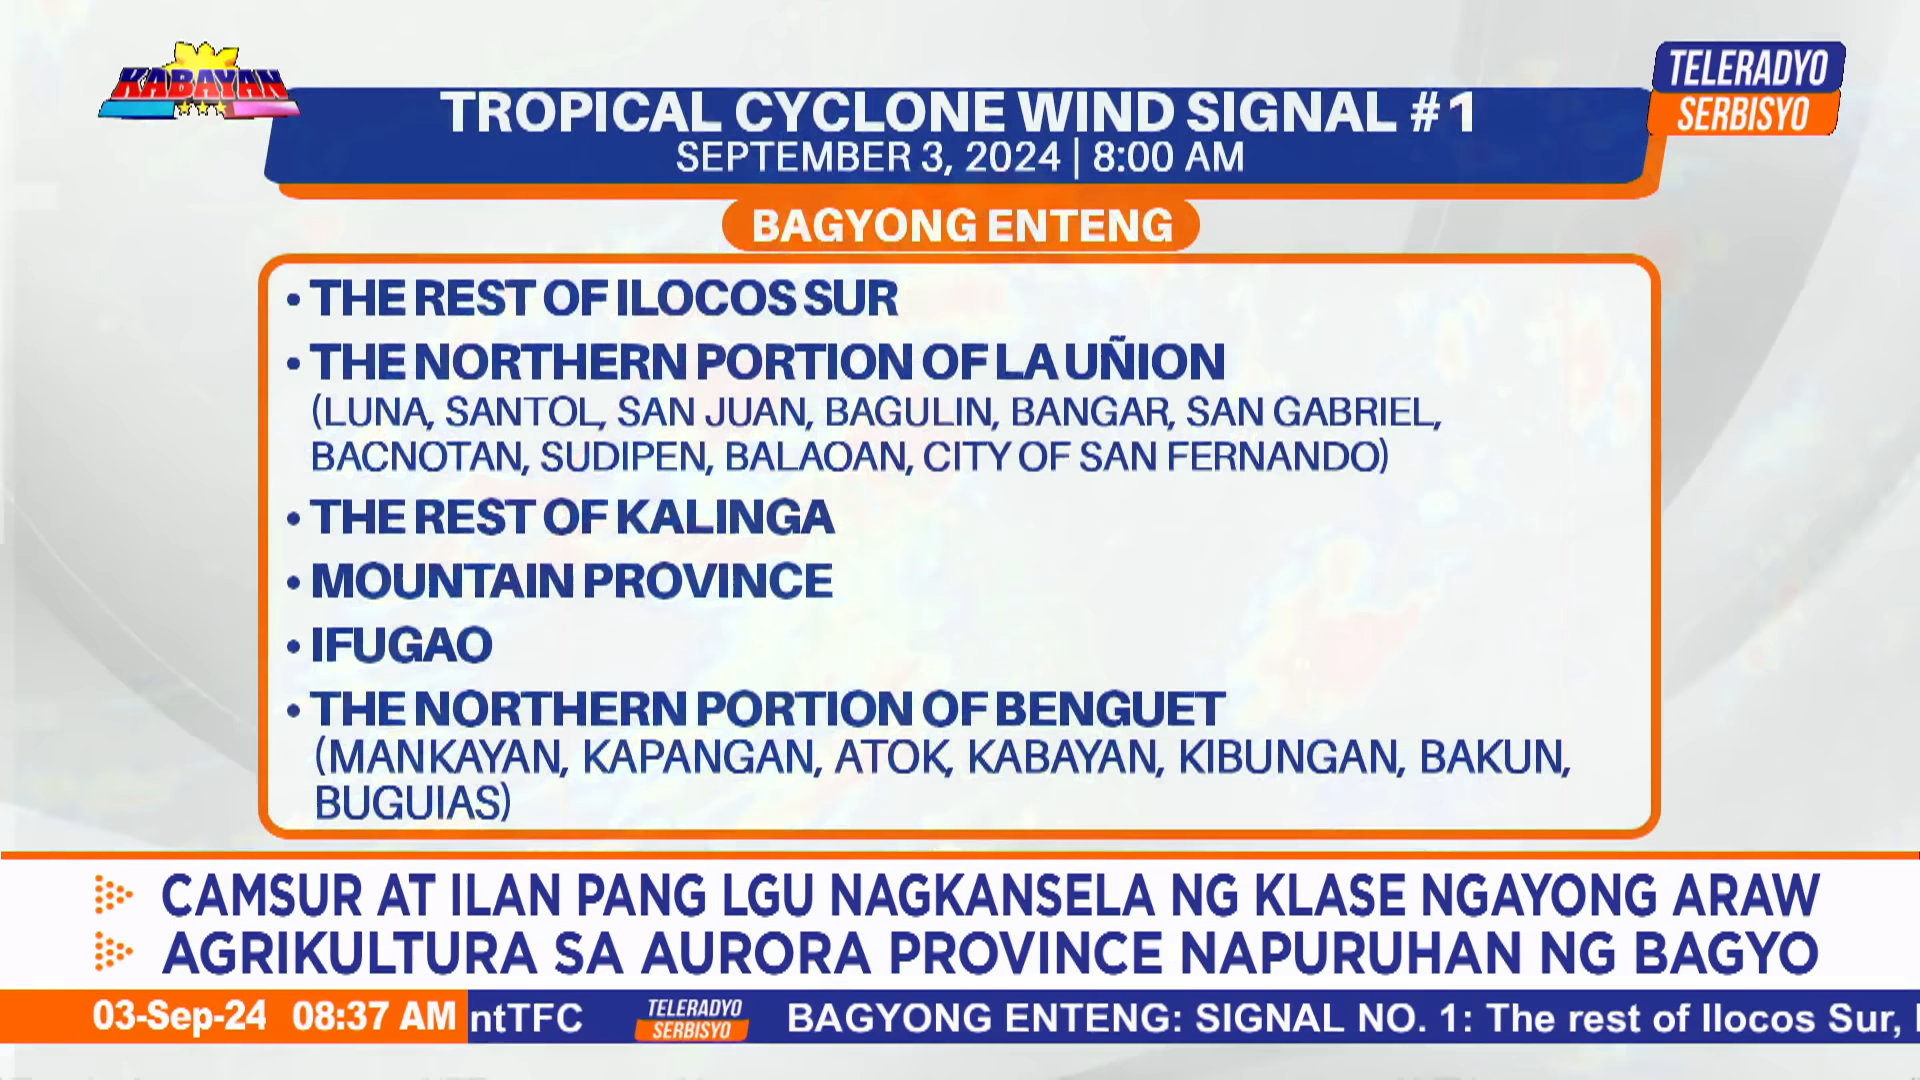 KABAYAN
TELERADYO
SERBISYO
TROPICAL CYCLONE WIND SIGNAL #1
SEPTEMBER 3, 2024 | 8:00 AM
BAGYONG ENTENG
• THE REST OF ILOCOS SUR
• THE NORTHERN PORTION OF LA UÑION
(LUNA, SANTOL, SAN JUAN, BAGULIN, BANGAR, SAN GABRIEL,
BACNOTAN, SUDIPEN, BALAOAN, CITY OF SAN FERNANDO)
• THE REST OF KALINGA
• MOUNTAIN PROVINCE
• IFUGAO
• THE NORTHERN PORTION OF BENGUET
(MANKAYAN, KAPANGAN, ATOK, KABAYAN, KIBUNGAN, BAKUN,
BUGUIAS)
CAMSUR AT ILAN PANG LGU NAGKANSELA NG KLASE NGAYONG ARAW
AGRIKULTURA SA AURORA PROVINCE NAPURUHAN NG BAGYO
03-Sep-24 08:37 AM ntTFC TELERADYO SERBISYO BAGYONG ENTENG: SIGNAL NO. 1: The rest of Ilocos Sur,